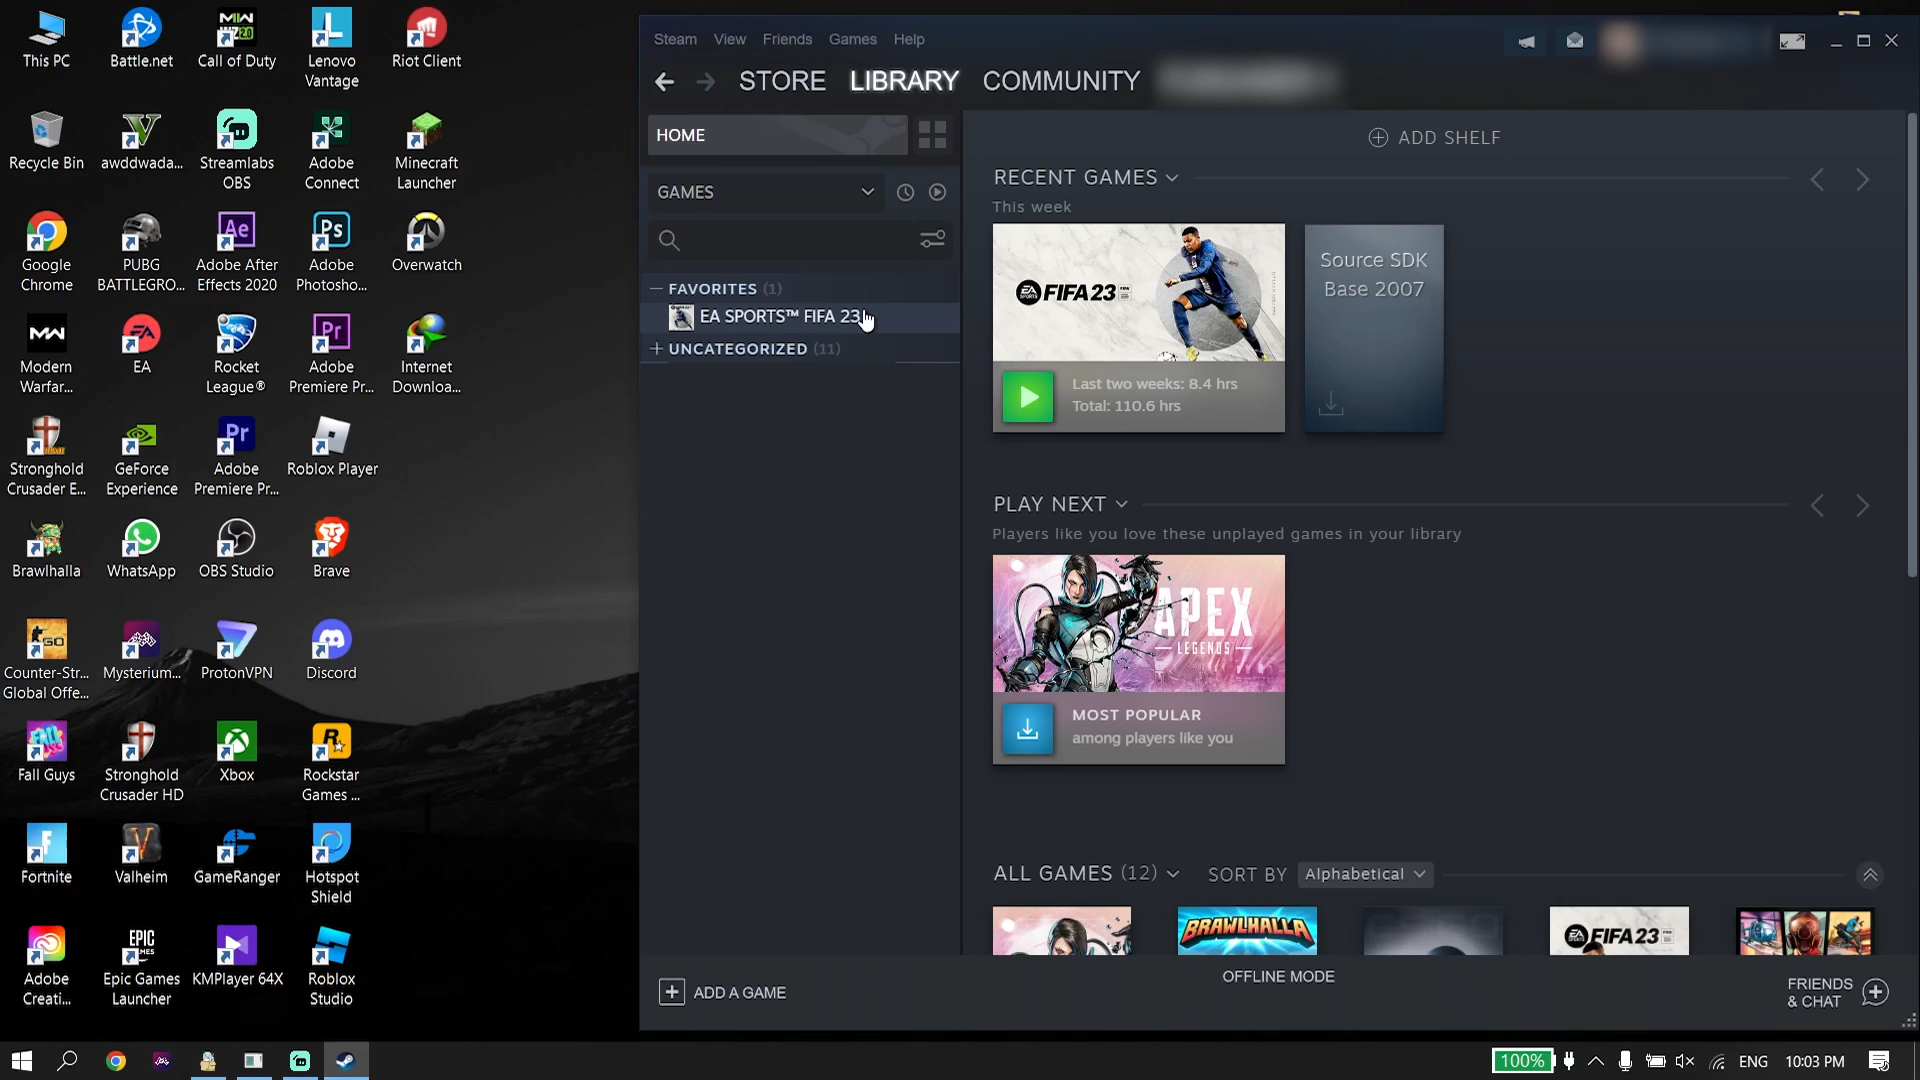 This PC
Battle.net
Call of Duty
Lenovo
Vantage
Riot Client
Recycle Bin
awddwada...
Streamlabs
OBS
Adobe
Connect
Minecraft
Launcher
Google
Chrome
PUBG
BATTLEGRO...
Adobe After
Effects 2020
Adobe
Photosho...
Overwatch
Modern
Warfar...
EA
Rocket
League®
Adobe
Premiere Pr...
Internet
Downloa...
Stronghold
Crusader E...
GeForce
Experience
Adobe
Premiere Pr...
Roblox Player
Brawlhalla
WhatsApp
OBS Studio
Brave
Counter-Str...
Global Offe...
Mysterium...
ProtonVPN
Discord
Fall Guys
Stronghold
Crusader HD
Xbox
Rockstar
Games ...
Fortnite
Valheim
GameRanger
Hotspot
Shield
Adobe
Creati...
Epic Games
Launcher
KMPlayer 64X
Roblox
Studio
Steam View Friends Games Help
STORE LIBRARY COMMUNITY
HOME
GAMES
— FAVORITES (1)
EA SPORTS™ FIFA 23
+ UNCATEGORIZED (11)
ADD SHELF
RECENT GAMES
This week
EA SPORTS FIFA 23
Last two weeks: 8.4 hrs
Total: 110.6 hrs
Source SDK
Base 2007
PLAY NEXT
Players like you love these unplayed games in your library
APEX
LEGENDS
MOST POPULAR
among players like you
ALL GAMES (12) SORT BY Alphabetical
BRAWLHALLA
FIFA 23
ADD A GAME
OFFLINE MODE
FRIENDS
& CHAT
100% ENG 10:03 PM